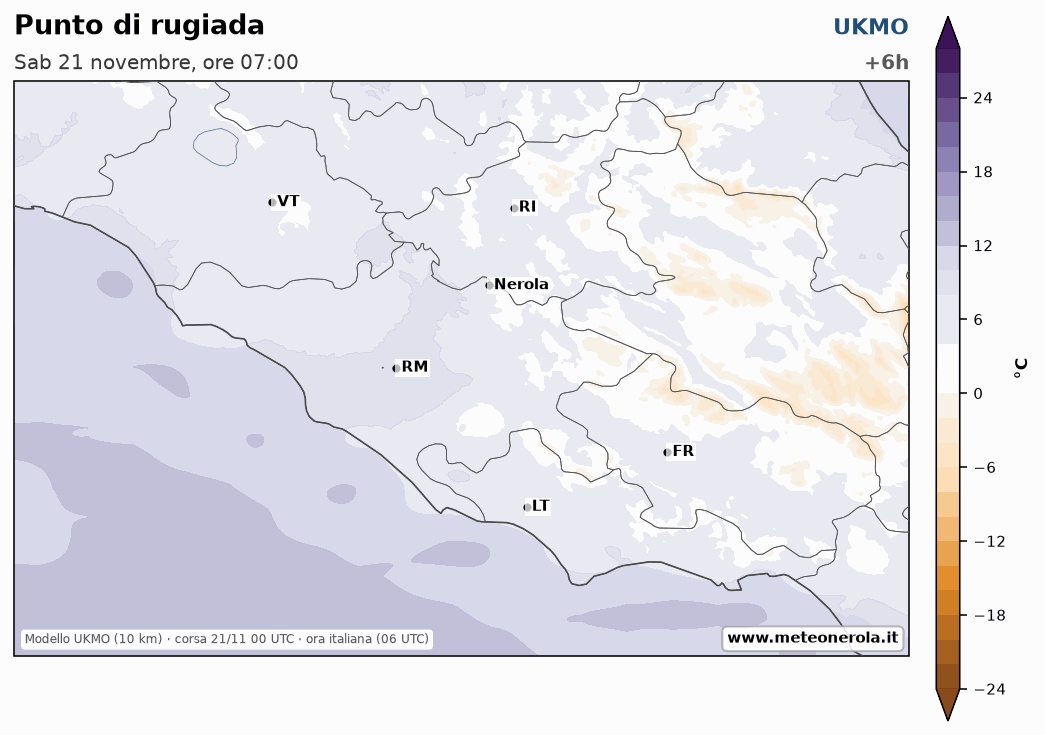 Punto di rugiada
UKMO
Sab 21 novembre, ore 07:00
+6h
VT
RI
Nerola
RM
FR
LT
24
18
12
6
0
−6
−12
−18
−24
°C
Modello UKMO (10 km) · corsa 21/11 00 UTC · ora italiana (06 UTC)
www.meteonerola.it